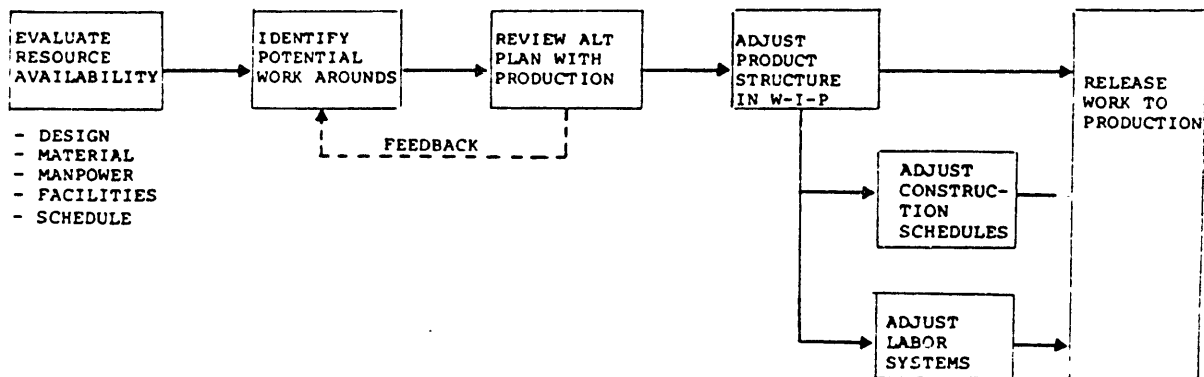 EVALUATE
RESOURCE
AVAILABILITY
- DESIGN
- MATERIAL
- MANPOWER
- FACILITIES
- SCHEDULE
IDENTIFY
POTENTIAL
WORK AROUNDS
REVIEW ALT
PLAN WITH
PRODUCTION
FEEDBACK
ADJUST
PRODUCT
STRUCTURE
IN W-I-P
ADJUST
CONSTRUC-
TION
SCHEDULES
ADJUST
LABOR
SYSTEMS
RELEASE
WORK TO
PRODUCTION